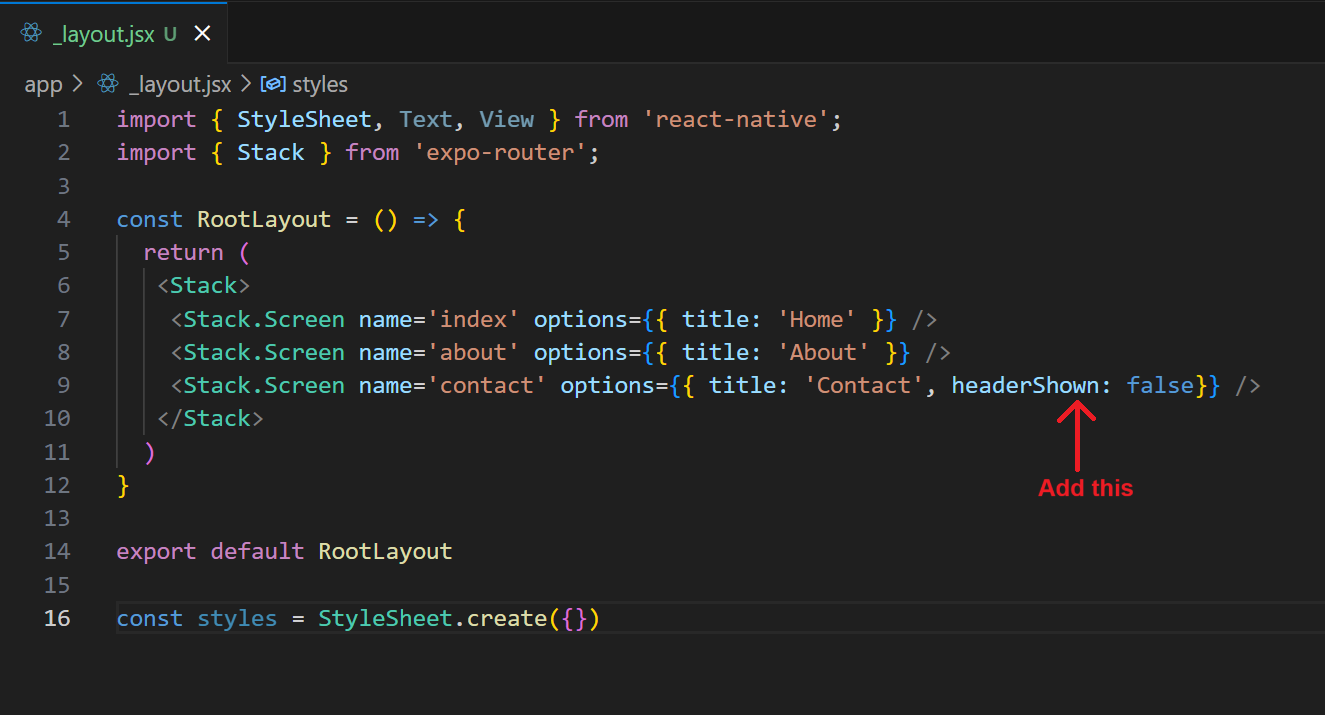 _layout.jsx U ×
app > _layout.jsx > styles
1 import { StyleSheet, Text, View } from 'react-native';
2 import { Stack } from 'expo-router';
3
4 const RootLayout = () => {
5 return (
6 <Stack>
7 <Stack.Screen name='index' options={{ title: 'Home' }} />
8 <Stack.Screen name='about' options={{ title: 'About' }} />
9 <Stack.Screen name='contact' options={{ title: 'Contact', headerShown: false}} />
10 </Stack>
11 )
12 }
Add this
13
14 export default RootLayout
15
16 const styles = StyleSheet.create({})